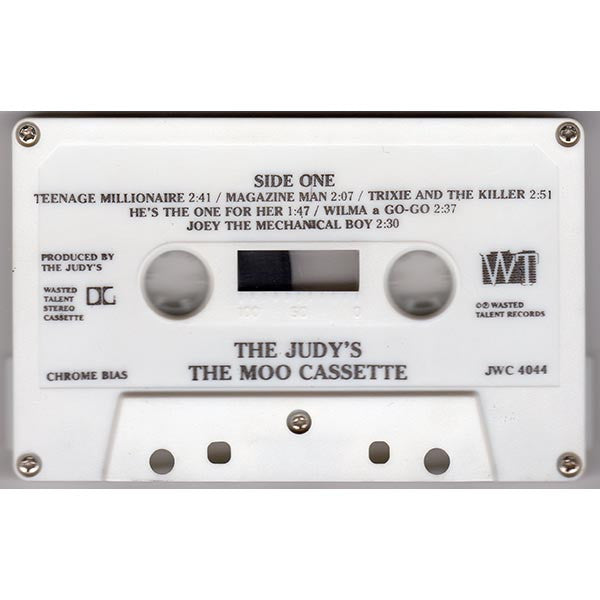 SIDE ONE
TEENAGE MILLIONAIRE 2:41 / MAGAZINE MAN 2:07 / TRIXIE AND THE KILLER 2:51
HE'S THE ONE FOR HER 1:47 / WILMA a GO-GO 2:37
JOEY THE MECHANICAL BOY 2:30
PRODUCED BY
THE JUDY'S
WASTED
TALENT
STEREO
CASSETTE
WT
©℗ WASTED
TALENT RECORDS
100 50 0
THE JUDY'S
THE MOO CASSETTE
CHROME BIAS
JWC 4044